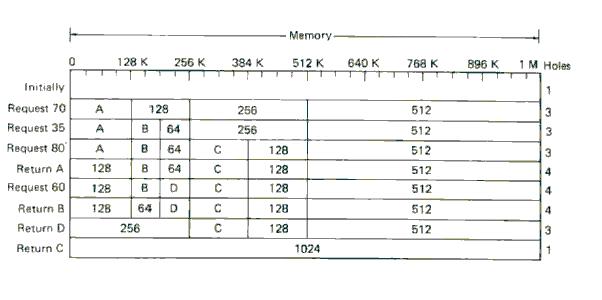 Memory
0 128 K 256 K 384 K 512 K 640 K 768 K 896 K 1 M Holes
Initially 1
Request 70 A 128 256 512 3
Request 35 A B 64 256 512 3
Request 80 A B 64 C 128 512 3
Return A 128 B 64 C 128 512 4
Request 60 128 B D C 128 512 4
Return B 128 64 D C 128 512 4
Return D 256 C 128 512 3
Return C 1024 1